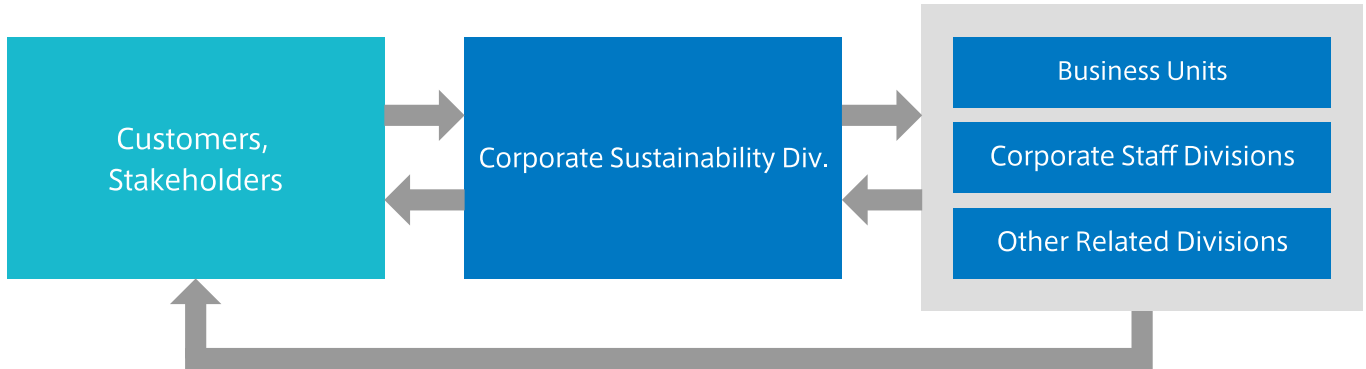 Customers,
Stakeholders
Corporate Sustainability Div.
Business Units
Corporate Staff Divisions
Other Related Divisions